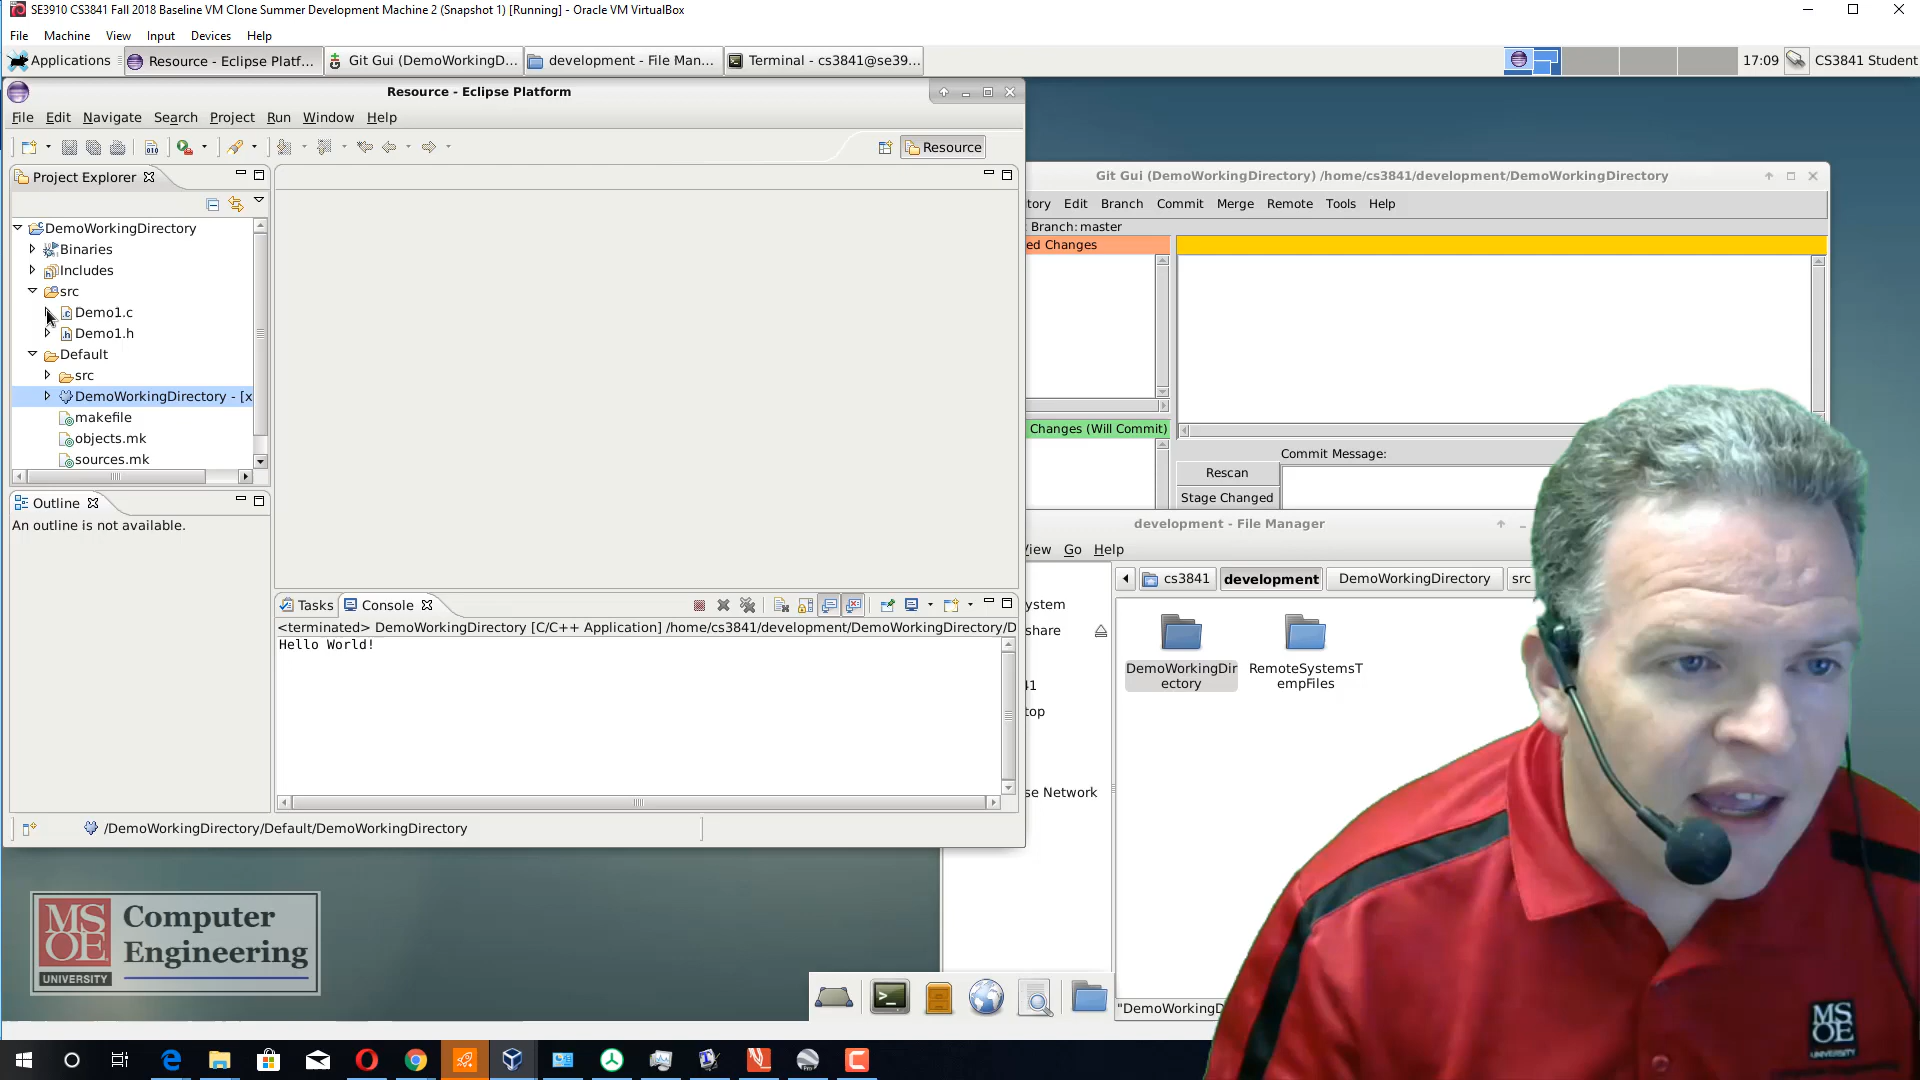 SE3910 CS3841 Fall 2018 Baseline VM Clone Summer Development Machine 2 (Snapshot 1) [Running] - Oracle VM VirtualBox
File Machine View Input Devices Help
Applications Resource - Eclipse Platf... Git Gui (DemoWorkingD... development - File Man... Terminal - cs3841@se39... 17:09 CS3841 Student
Resource - Eclipse Platform
File Edit Navigate Search Project Run Window Help
Resource
Project Explorer
DemoWorkingDirectory
Binaries
Includes
src
Demo1.c
Demo1.h
Default
src
DemoWorkingDirectory - [x
makefile
objects.mk
sources.mk
Outline
An outline is not available.
Tasks Console
<terminated> DemoWorkingDirectory [C/C++ Application] /home/cs3841/development/DemoWorkingDirectory/D
Hello World!
/DemoWorkingDirectory/Default/DemoWorkingDirectory
Git Gui (DemoWorkingDirectory) /home/cs3841/development/DemoWorkingDirectory
tory Edit Branch Commit Merge Remote Tools Help
Branch: master
ed Changes
Changes (Will Commit)
Commit Message:
Rescan
Stage Changed
development - File Manager
View Go Help
cs3841 development DemoWorkingDirectory src
ystem
share
41
top
se Network
DemoWorkingDir
ectory
RemoteSystemsT
empFiles
"DemoWorkingD
MS
OE
UNIVERSITY
Computer
Engineering
MS
OE
UNIVERSITY